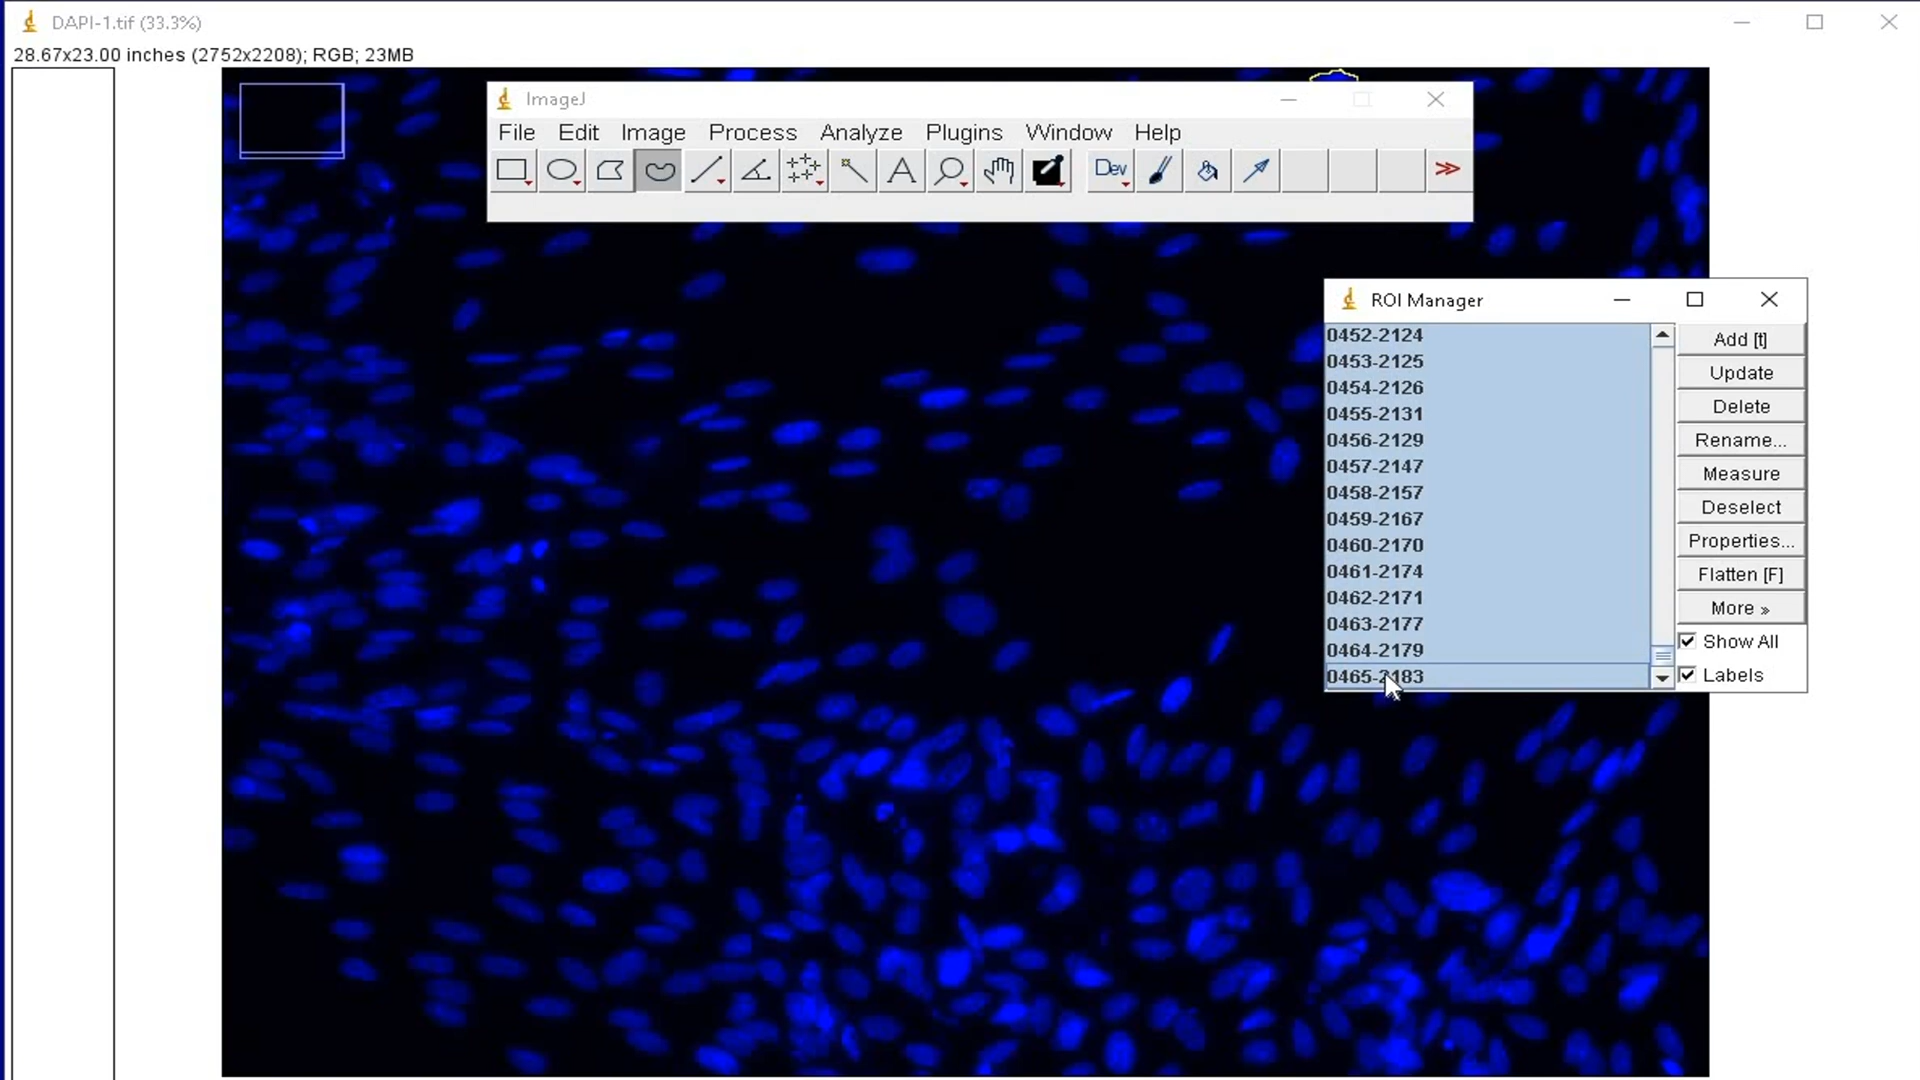 DAPI-1.tif (33.3%)
28.67x23.00 inches (2752x2208); RGB; 23MB
ImageJ
File Edit Image Process Analyze Plugins Window Help
A Dev ≫
ROI Manager
0452-2124
0453-2125
0454-2126
0455-2131
0456-2129
0457-2147
0458-2157
0459-2167
0460-2170
0461-2174
0462-2171
0463-2177
0464-2179
0465-2183
Add [t]
Update
Delete
Rename...
Measure
Deselect
Properties...
Flatten [F]
More »
Show All
Labels